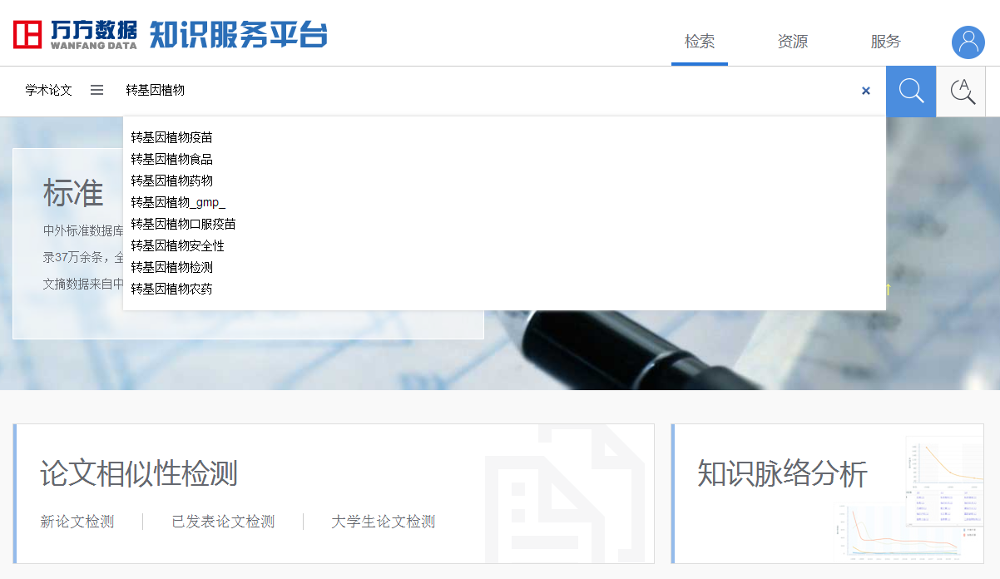 万方数据 知识服务平台
WANFANG DATA
检索 资源 服务
学术论文 转基因植物 ×
A
转基因植物疫苗
转基因植物食品
转基因植物药物
转基因植物_gmp_
转基因植物口服疫苗
转基因植物安全性
转基因植物检测
转基因植物农药
标准
中外标准数据库
录37万余条，全
文摘数据来自中
↑
论文相似性检测
新论文检测 已发表论文检测 大学生论文检测
知识脉络分析